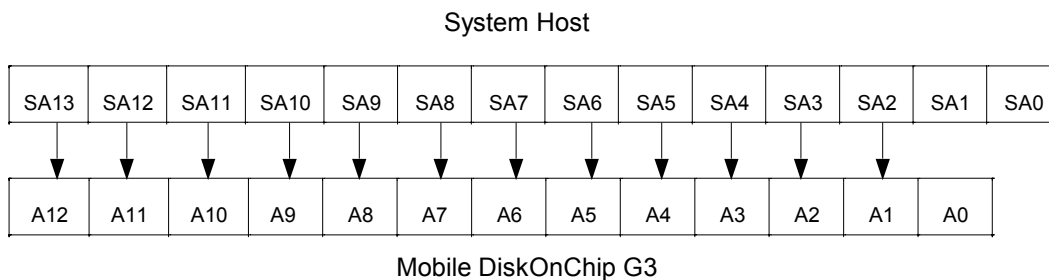 System Host
SA13 SA12 SA11 SA10 SA9 SA8 SA7 SA6 SA5 SA4 SA3 SA2 SA1 SA0
A12 A11 A10 A9 A8 A7 A6 A5 A4 A3 A2 A1 A0
Mobile DiskOnChip G3